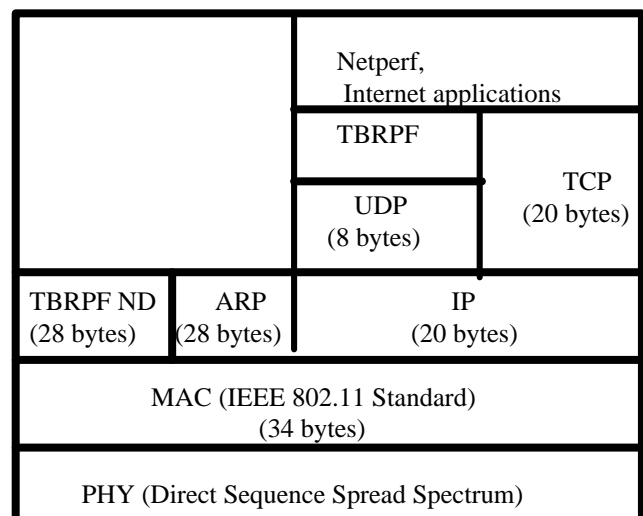 Netperf,
Internet applications
TBRPF
TCP
(20 bytes)
UDP
(8 bytes)
TBRPF ND
(28 bytes)
ARP
(28 bytes)
IP
(20 bytes)
MAC (IEEE 802.11 Standard)
(34 bytes)
PHY (Direct Sequence Spread Spectrum)